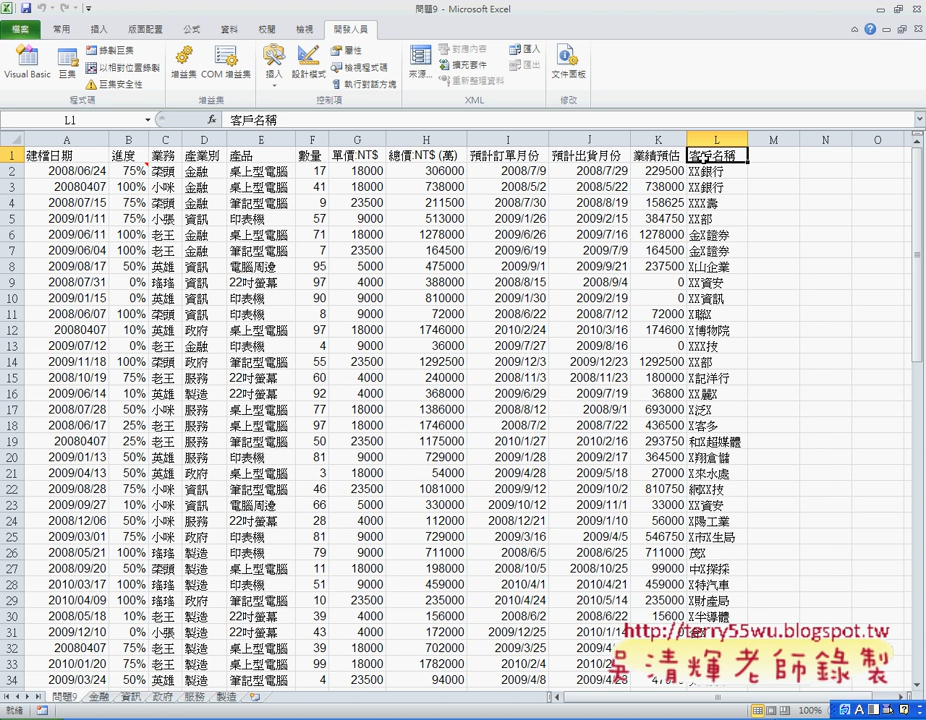 問題9 - Microsoft Excel
檔案 常用 插入 版面配置 公式 資料 校閱 檢視 開發人員
Visual Basic 巨集 錄製巨集 以相對位置錄製 巨集安全性 增益集 COM 增益集 插入 設計模式 屬性 檢視程式碼 執行對話方塊 來源... 對應內容 擴充套件 重新整理資料 匯入 匯出 文件面板
程式碼 增益集 控制項 XML 修改
L1 fx 客戶名稱
A B C D E F G H I J K L M N O
1 建檔日期 進度 業務 產業別 產品 數量 單價:NT$ 總價:NT$ (萬) 預計訂單月份 預計出貨月份 業績預估 客戶名稱
2 2008/06/24 75% 榮頭 金融 桌上型電腦 17 18000 306000 2008/7/9 2008/7/29 229500 XX銀行
3 20080407 100% 小咪 金融 桌上型電腦 41 18000 738000 2008/5/2 2008/5/22 738000 XX銀行
4 2008/07/15 75% 榮頭 金融 筆記型電腦 9 23500 211500 2008/7/30 2008/8/19 158625 XXX壽
5 2009/01/11 75% 小張 資訊 印表機 57 9000 513000 2009/1/26 2009/2/15 384750 XX部
6 2009/06/11 100% 老王 金融 桌上型電腦 71 18000 1278000 2009/6/26 2009/7/16 1278000 金X證券
7 2009/06/04 100% 老王 金融 筆記型電腦 7 23500 164500 2009/6/19 2009/7/9 164500 金X證券
8 2009/08/17 50% 英雄 資訊 電腦周邊 95 5000 475000 2009/9/1 2009/9/21 237500 X山企業
9 2008/07/31 0% 瑤瑤 資訊 22吋螢幕 97 4000 388000 2008/8/15 2008/9/4 0 XX資安
10 2009/01/15 0% 英雄 資訊 印表機 90 9000 810000 2009/1/30 2009/2/19 0 XX資訊
11 2008/06/07 100% 榮頭 資訊 印表機 8 9000 72000 2008/6/22 2008/7/12 72000 X聯X
12 20080407 10% 英雄 政府 桌上型電腦 97 18000 1746000 2010/2/24 2010/3/16 174600 X博物院
13 2009/07/12 0% 老王 金融 印表機 4 9000 36000 2009/7/27 2009/8/16 0 XXX技
14 2009/11/18 100% 榮頭 政府 筆記型電腦 55 23500 1292500 2009/12/3 2009/12/23 1292500 XX部
15 2008/10/19 75% 老王 服務 22吋螢幕 60 4000 240000 2008/11/3 2008/11/23 180000 X記洋行
16 2009/06/14 10% 英雄 製造 22吋螢幕 92 4000 368000 2009/6/29 2009/7/19 36800 XX麗X
17 2008/07/28 50% 小咪 服務 桌上型電腦 77 18000 1386000 2008/8/12 2008/9/1 693000 X泛X
18 2008/06/17 25% 老王 服務 桌上型電腦 97 18000 1746000 2008/7/2 2008/7/22 436500 X客多
19 20080407 25% 老王 服務 筆記型電腦 50 23500 1175000 2010/1/27 2010/2/16 293750 和X超媒體
20 2009/01/13 50% 英雄 服務 印表機 81 9000 729000 2009/1/28 2009/2/17 364500 X翔倉儲
21 2009/04/13 50% 英雄 政府 桌上型電腦 3 18000 54000 2009/4/28 2009/5/18 27000 X來水處
22 2009/08/28 75% 小咪 資訊 筆記型電腦 46 23500 1081000 2009/9/12 2009/10/2 810750 網XX技
23 2009/09/27 10% 小咪 資訊 電腦周邊 66 5000 330000 2009/10/12 2009/11/1 33000 XX資安
24 2008/12/06 50% 小咪 服務 22吋螢幕 28 4000 112000 2008/12/21 2009/1/10 56000 X陽工業
25 2009/03/01 75% 小咪 政府 印表機 81 9000 729000 2009/3/16 2009/4/5 546750 X市X生局
26 2008/05/21 100% 瑤瑤 製造 印表機 79 9000 711000 2008/6/5 2008/6/25 711000 茂X
27 2008/09/20 50% 榮頭 製造 桌上型電腦 11 18000 198000 2008/10/5 2008/10/25 99000 中X探採
28 2010/03/17 100% 瑤瑤 製造 印表機 51 9000 459000 2010/4/1 2010/4/21 459000 X特汽車
29 2010/04/09 100% 瑤瑤 政府 筆記型電腦 10 23500 235000 2010/4/24 2010/5/14 235000 X財產局
30 2008/05/18 10% 老王 製造 22吋螢幕 39 4000 156000 2008/6/2 2008/6/22 15600 X半導體
31 2009/12/10 0% 小張 製造 22吋螢幕 43 4000 172000 2009/12/25
32 20080407 75% 老王 製造 桌上型電腦 39 18000 702000 2009/3/25
33 2010/01/20 75% 老王 製造 桌上型電腦 99 18000 1782000 2010/2/4
34 2009/03/24 50% 英雄 製造 筆記型電腦 4 23500 94000 2009/4/8
http://terry55wu.blogspot.tw
吳清輝老師錄製
問題9 金融 資訊 政府 服務 製造
就緒 100%